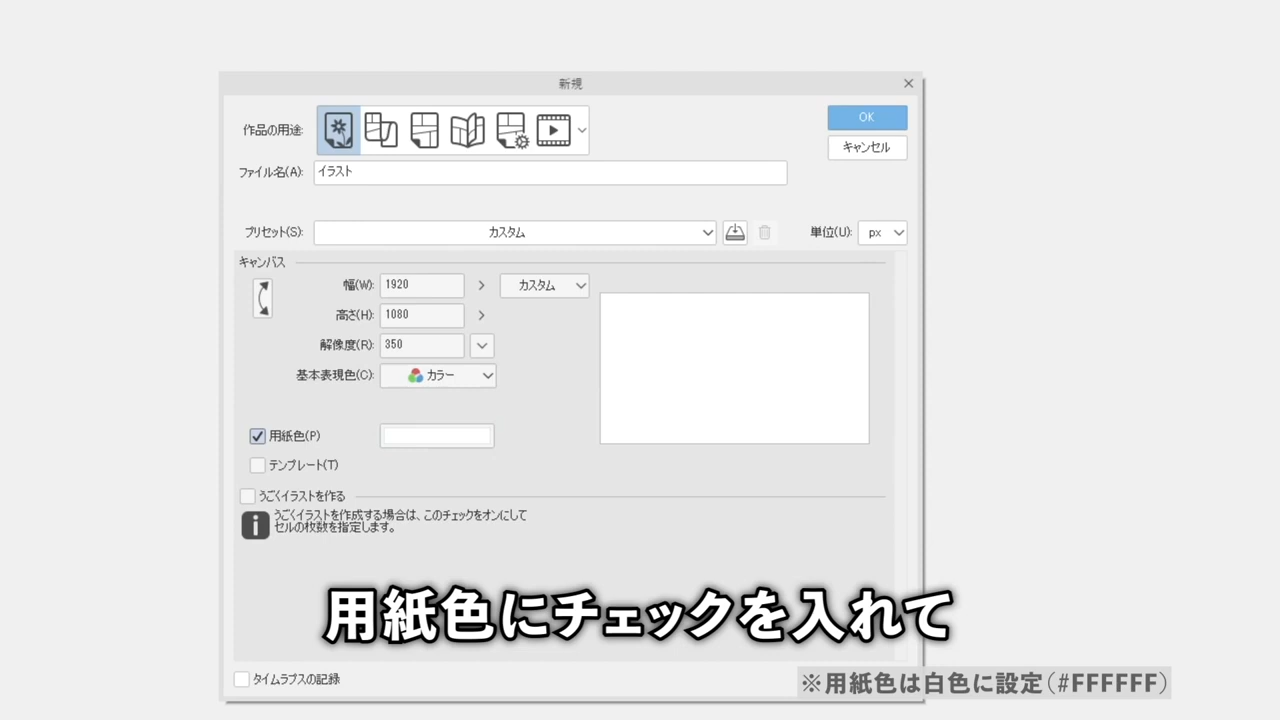 新規
作品の用途:
OK
キャンセル
ファイル名(A): イラスト
プリセット(S): カスタム 単位(U): px
キャンバス
幅(W): 1920 カスタム
高さ(H): 1080
解像度(R): 350
基本表現色(C): カラー
用紙色(P)
テンプレート(T)
うごくイラストを作る
うごくイラストを作成する場合は、このチェックをオンにして
セルの枚数を指定します。
用紙色にチェックを入れて
タイムラプスの記録
※用紙色は白色に設定(#FFFFFF)